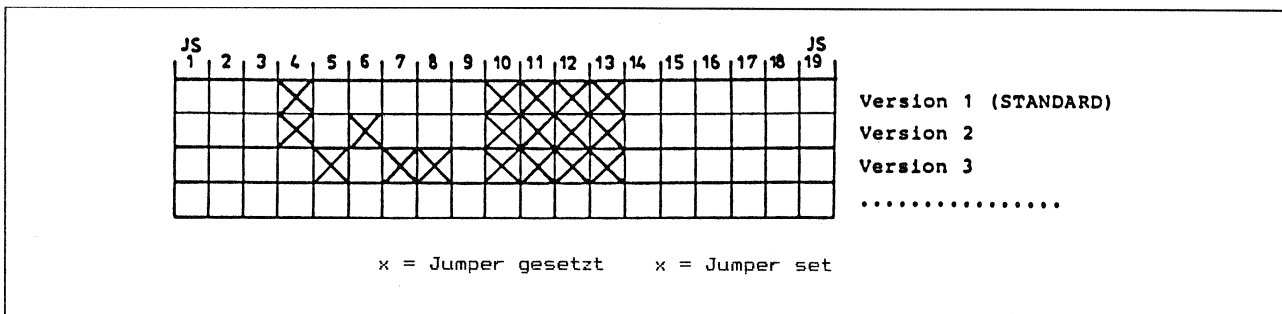 JS JS
1 2 3 4 5 6 7 8 9 10 11 12 13 14 15 16 17 18 19
Version 1 (STANDARD)
Version 2
Version 3
................
x = Jumper gesetzt x = Jumper set